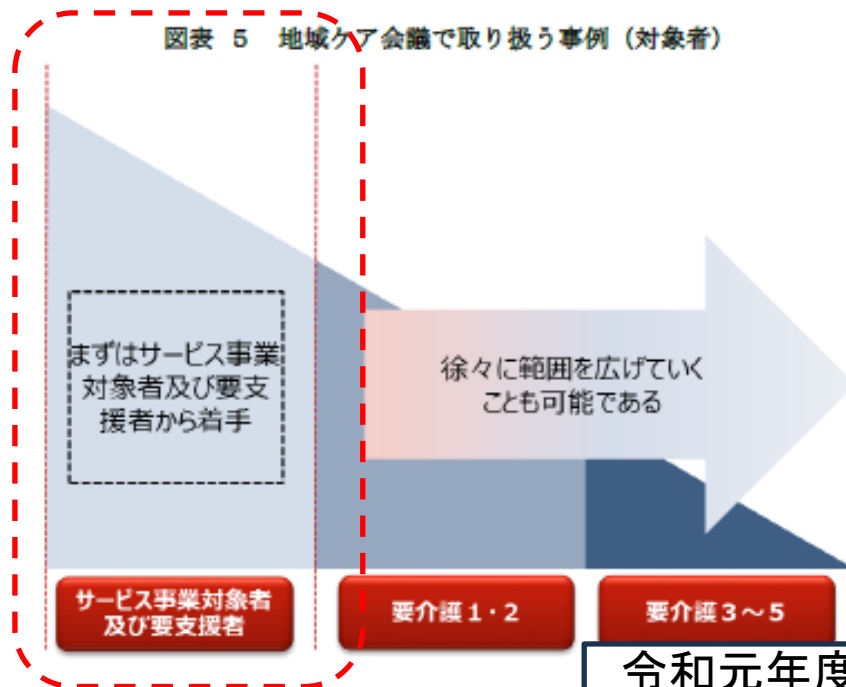 図表 5 地域ケア会議で取り扱う事例（対象者）
まずはサービス事業
対象者及び要支
援者から着手
徐々に範囲を広げていく
ことも可能である
サービス事業対象者
及び要支援者
要介護１・２
要介護３～５
令和元年度